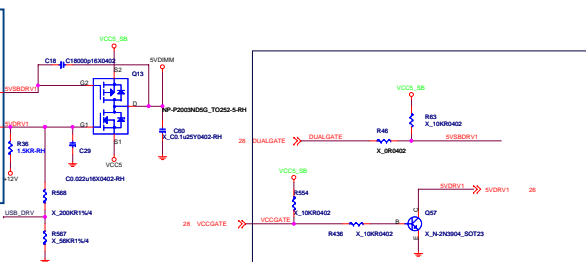 VCC5_SB
C18
C18000p16X0402
Q13
5VDIMM
S2
G2
5VSBDRV1
D
NP-P2003ND5G_TO252-5-RH
5VDRV1
G1
R36
1.5KR-RH
C29
S1
C60
X_C0.1u25Y0402-RH
+12V
VCC5
C0.022u16X0402-RH
R568
X_200KR1%/4
USB_DRV
R567
X_56KR1%/4
VCC5_SB
R63
X_10KR0402
28 DUALGATE
DUALGATE
R46
5VSBDRV1
X_0R0402
VCC5_SB
R554
X_10KR0402
5VDRV1
5VDRV1 26
28 VCCGATE
VCCGATE
R436
X_10KR0402
B
C
E
Q57
X_N-2N3904_SOT23